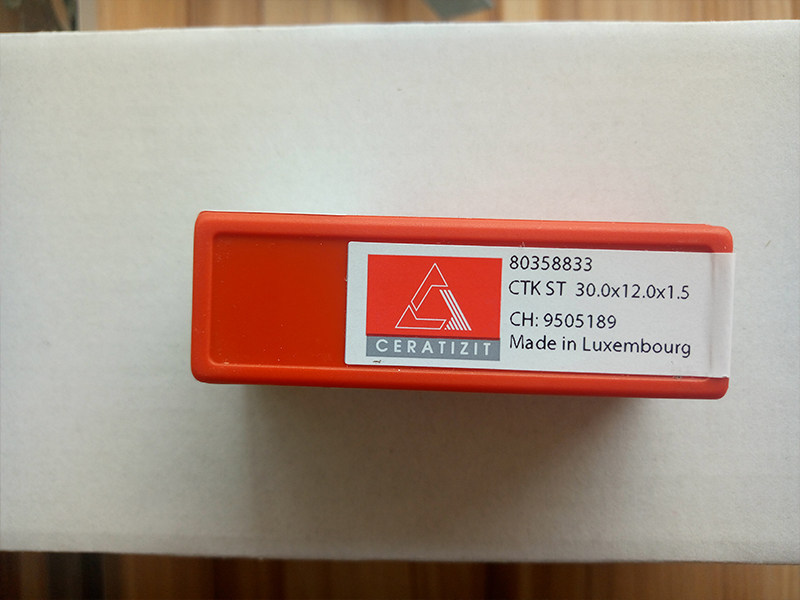 80358833
CTK ST 30.0x12.0x1.5
CH: 9505189
Made in Luxembourg
CERATIZIT